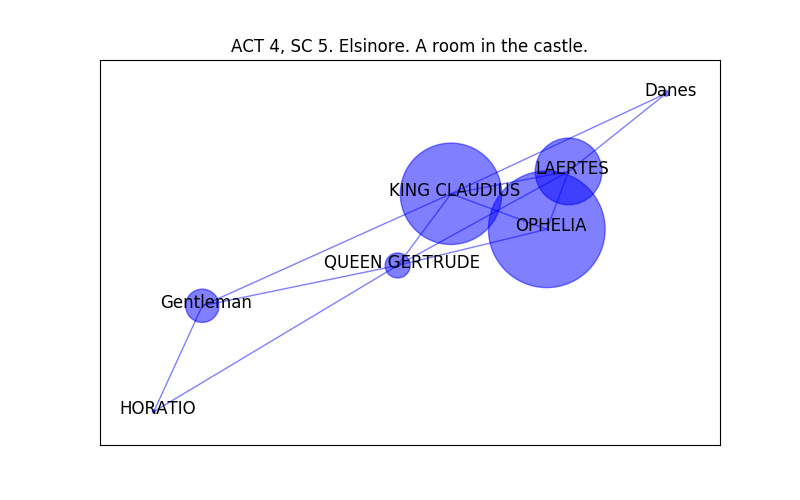 ACT 4, SC 5. Elsinore. A room in the castle.
Danes
LAERTES
KING CLAUDIUS
OPHELIA
QUEEN GERTRUDE
Gentleman
HORATIO